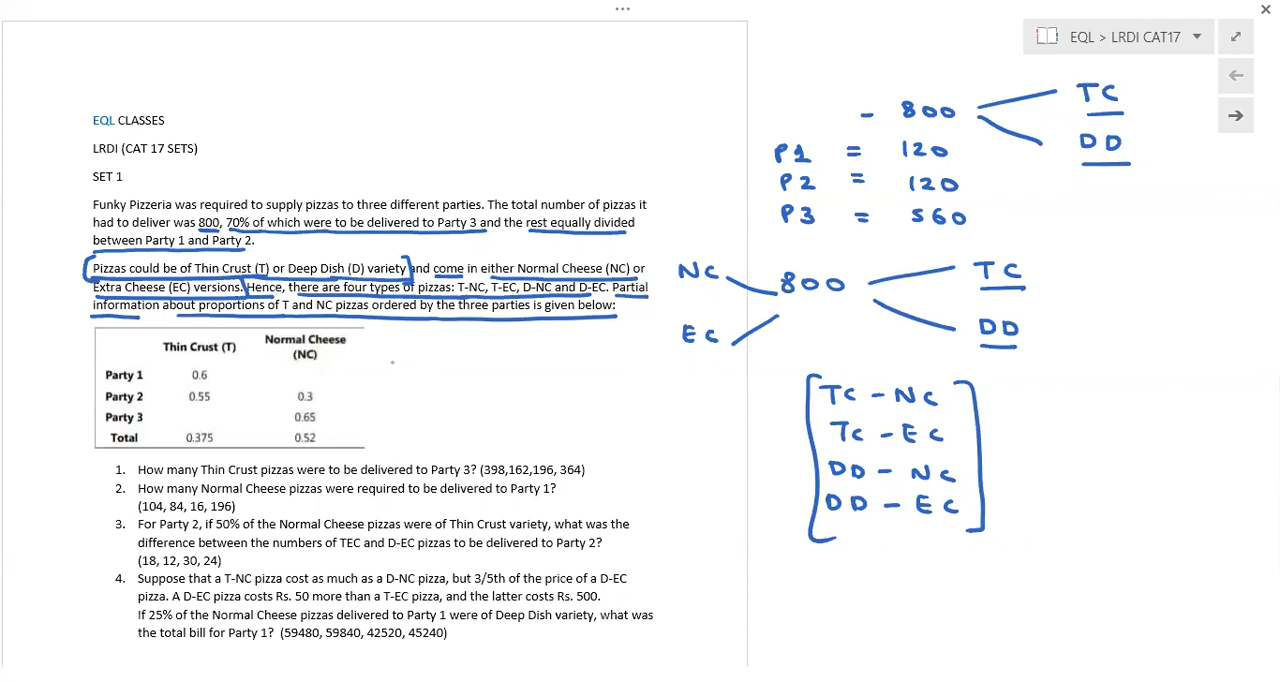 EQL > LRDI CAT17
EQL CLASSES
LRDI (CAT 17 SETS)
SET 1
Funky Pizzeria was required to supply pizzas to three different parties. The total number of pizzas it
had to deliver was 800, 70% of which were to be delivered to Party 3 and the rest equally divided
between Party 1 and Party 2.
Pizzas could be of Thin Crust (T) or Deep Dish (D) variety and come in either Normal Cheese (NC) or
Extra Cheese (EC) versions. Hence, there are four types of pizzas: T-NC, T-EC, D-NC and D-EC. Partial
information about proportions of T and NC pizzas ordered by the three parties is given below:
Thin Crust (T) Normal Cheese
(NC)
Party 1 0.6
Party 2 0.55 0.3
Party 3 0.65
Total 0.375 0.52
1. How many Thin Crust pizzas were to be delivered to Party 3? (398,162,196, 364)
2. How many Normal Cheese pizzas were required to be delivered to Party 1?
(104, 84, 16, 196)
3. For Party 2, if 50% of the Normal Cheese pizzas were of Thin Crust variety, what was the
difference between the numbers of TEC and D-EC pizzas to be delivered to Party 2?
(18, 12, 30, 24)
4. Suppose that a T-NC pizza cost as much as a D-NC pizza, but 3/5th of the price of a D-EC
pizza. A D-EC pizza costs Rs. 50 more than a T-EC pizza, and the latter costs Rs. 500.
If 25% of the Normal Cheese pizzas delivered to Party 1 were of Deep Dish variety, what was
the total bill for Party 1? (59480, 59840, 42520, 45240)
- 800 TC
DD
P1 = 120
P2 = 120
P3 = 560
NC 800 TC
EC DD
TC - NC
TC - EC
DD - NC
DD - EC